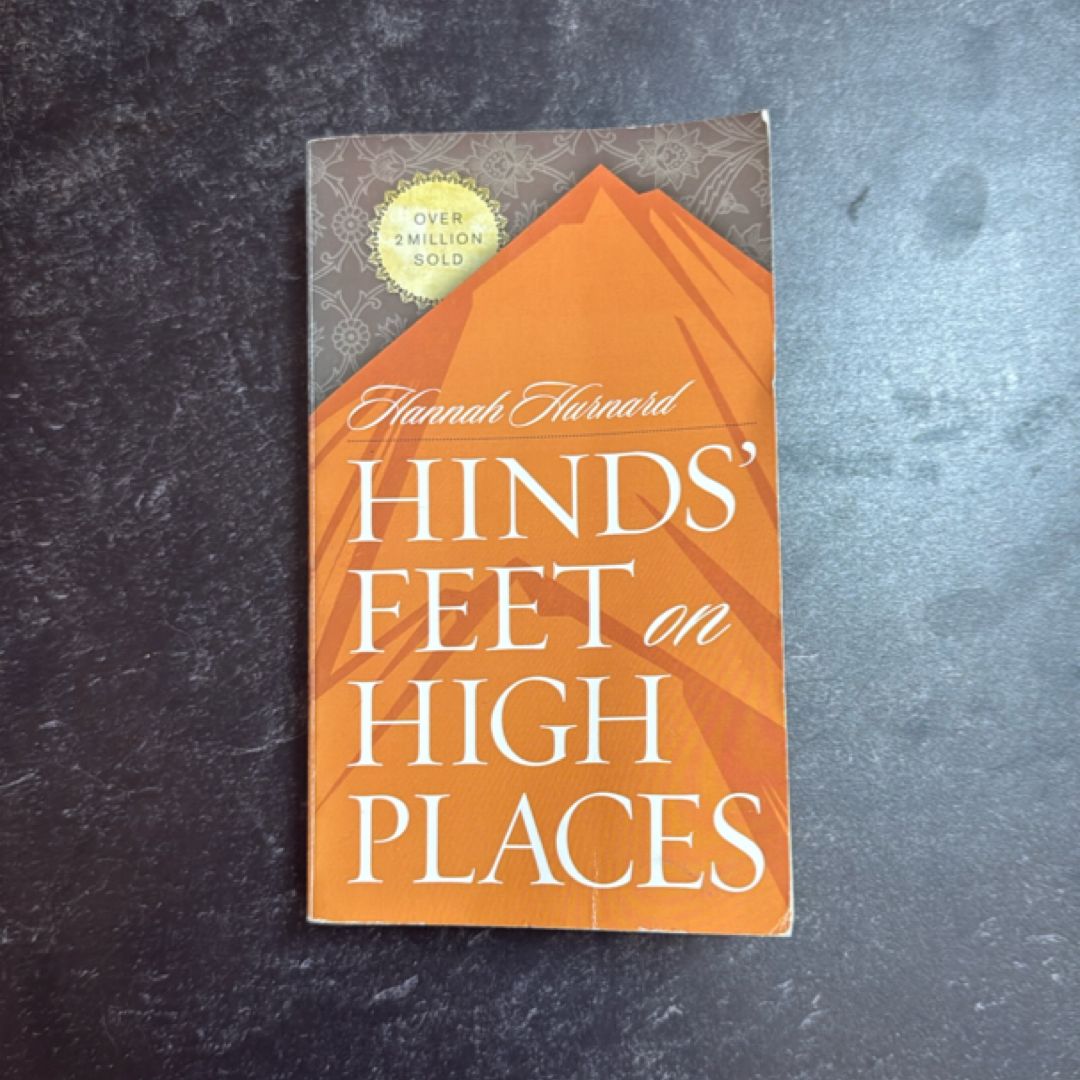 OVER
2 MILLION
SOLD
Hannah Hurnard
HINDS’
FEET on
HIGH
PLACES